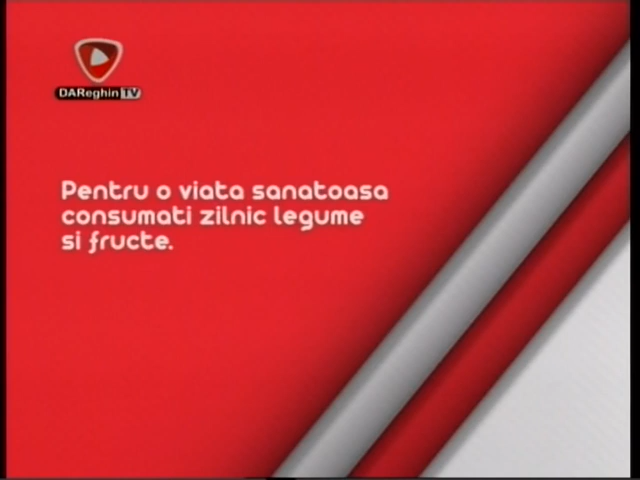 DAReghin TV
Pentru o viata sanatoasa
consumati zilnic legume
si fructe.